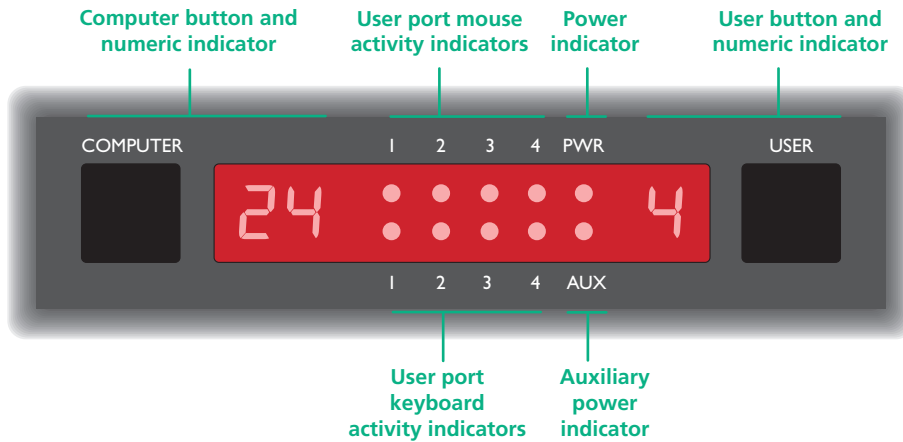 Computer button and
numeric indicator
User port mouse
activity indicators
Power
indicator
User button and
numeric indicator
COMPUTER
1 2 3 4 PWR
USER
24
4
1 2 3 4 AUX
User port
keyboard
activity indicators
Auxiliary
power
indicator